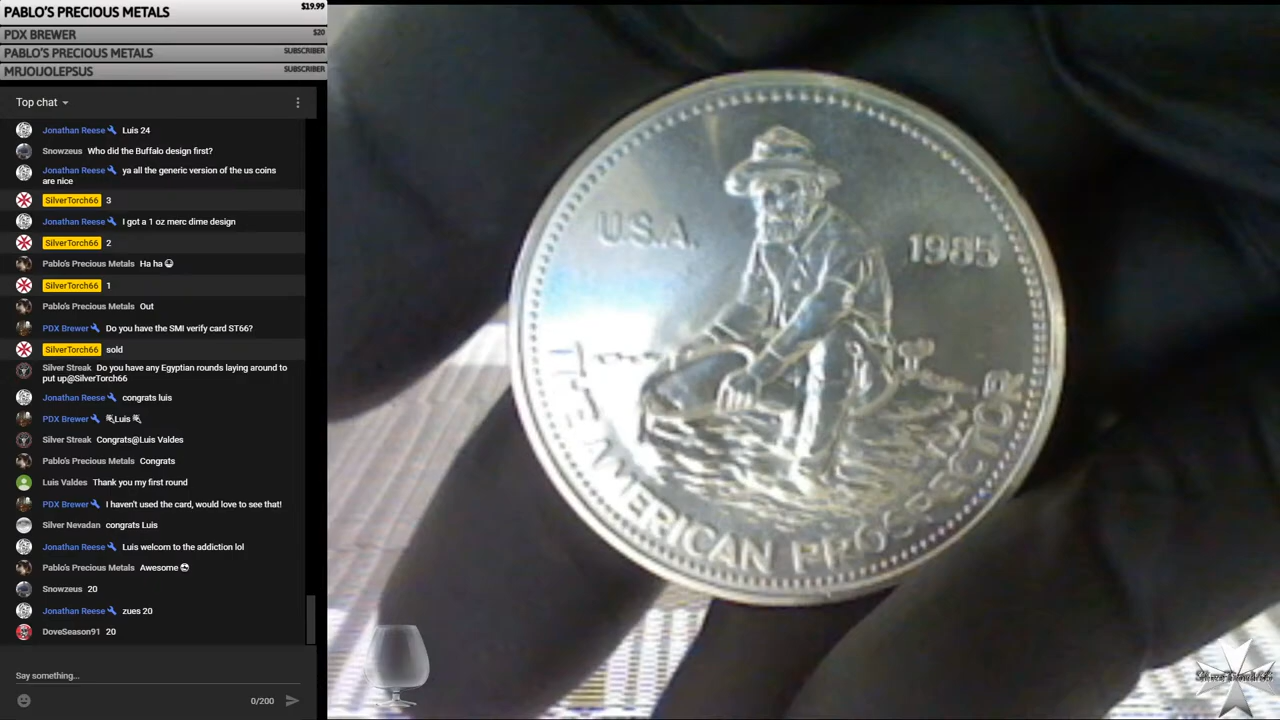 PABLO'S PRECIOUS METALS $19.99
PDX BREWER $20
PABLO'S PRECIOUS METALS SUBSCRIBER
MRJOIJOLEPSUS SUBSCRIBER
Top chat
Jonathan Reese Luis 24
Snowzeus Who did the Buffalo design first?
Jonathan Reese ya all the generic version of the us coins
are nice
SilverTorch66 3
Jonathan Reese I got a 1 oz merc dime design
SilverTorch66 2
Pablo's Precious Metals Ha ha
SilverTorch66 1
Pablo's Precious Metals Out
PDX Brewer Do you have the SMI verify card ST66?
SilverTorch66 sold
Silver Streak Do you have any Egyptian rounds laying around to
put up@SilverTorch66
Jonathan Reese congrats luis
PDX Brewer Luis
Silver Streak Congrats@Luis Valdes
Pablo's Precious Metals Congrats
Luis Valdes Thank you my first round
PDX Brewer I haven't used the card, would love to see that!
Silver Nevadan congrats Luis
Jonathan Reese Luis welcom to the addiction lol
Pablo's Precious Metals Awesome
Snowzeus 20
Jonathan Reese zues 20
DoveSeason91 20
Say something...
0/200
U.S.A. 1985
THE AMERICAN PROSPECTOR
SilverTorch66